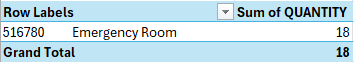 Row Labels Sum of QUANTITY
516780 Emergency Room 18
Grand Total 18